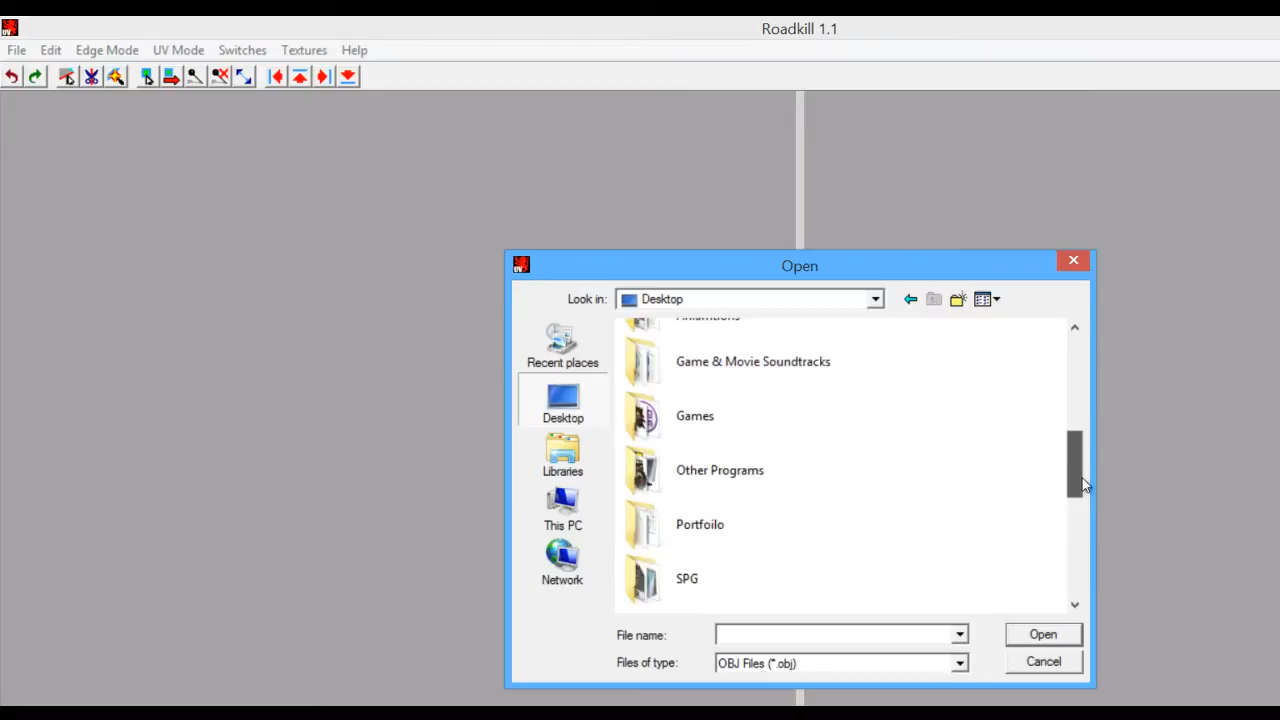 Roadkill 1.1
File Edit Edge Mode UV Mode Switches Textures Help
Open
Look in: Desktop
Recent places
Desktop
Libraries
This PC
Network
Game & Movie Soundtracks
Games
Other Programs
Portfoilo
SPG
File name: Open
Files of type: OBJ Files (*.obj) Cancel